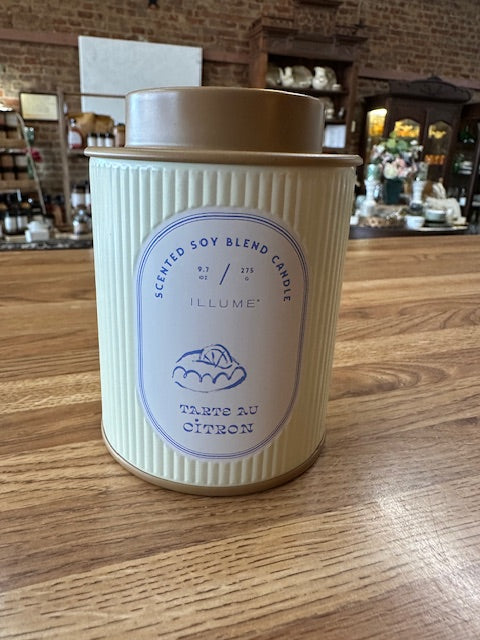 SCENTED SOY BLEND CANDLE
9.7 / 275
OZ G
ILLUME®
TARTE AU
CITRON